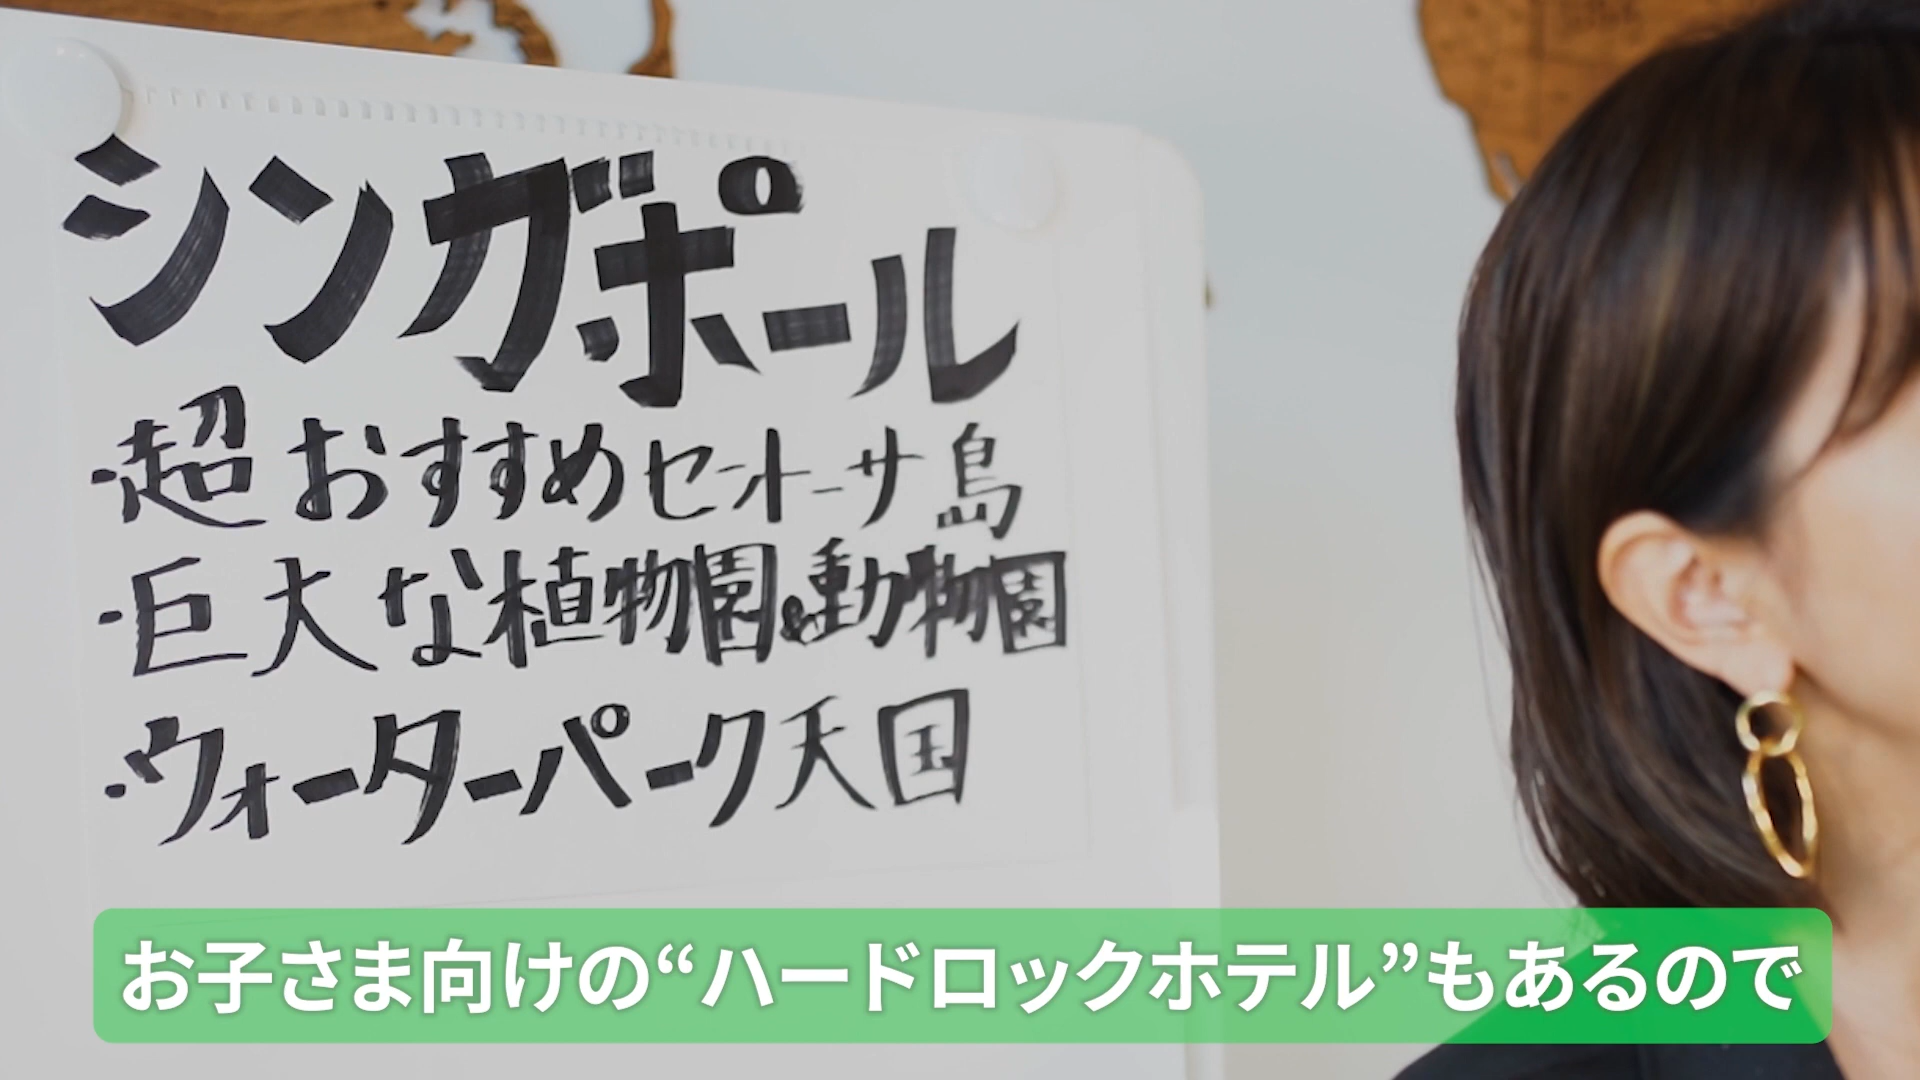 シンガポール
・超おすすめセントーサ島
・巨大な植物園&動物園
・ウォーターパーク天国
お子さま向けの“ハードロックホテル”もあるので